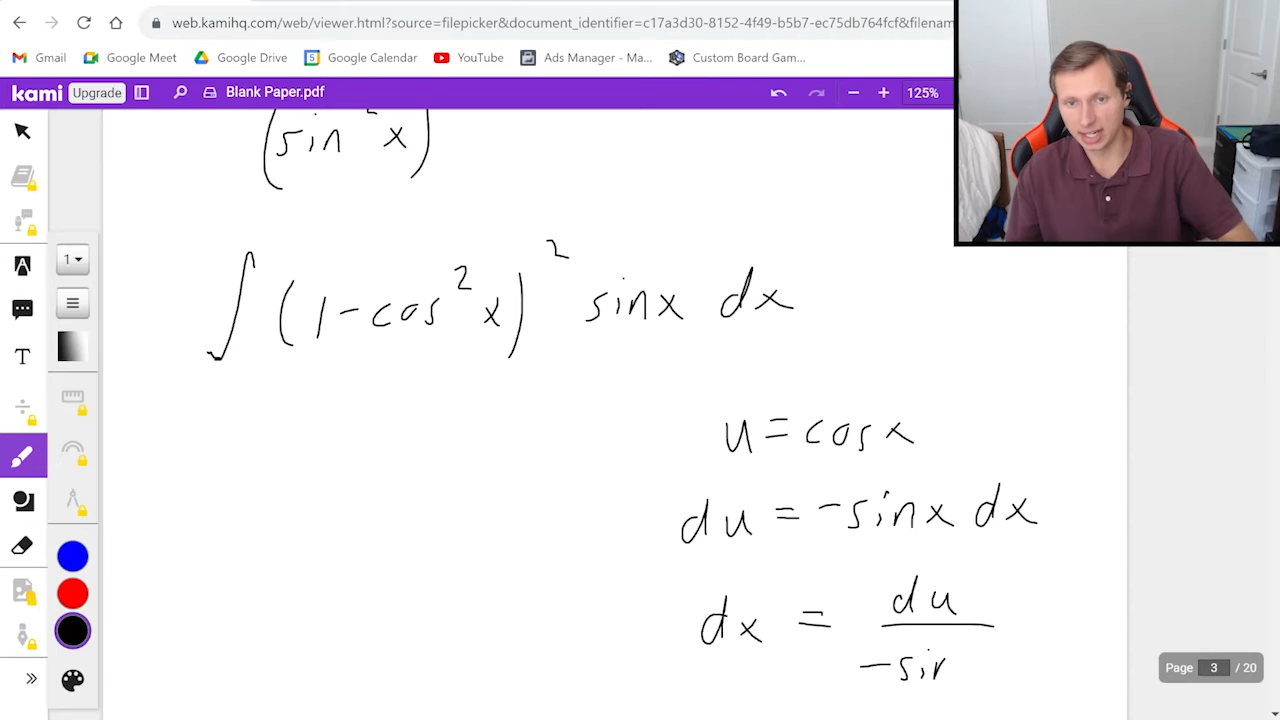 web.kamihq.com/web/viewer.html?source=filepicker&document_identifier=c17a3d30-8152-4f49-b5b7-ec75db764fcf&filenam
Gmail Google Meet Google Drive 5 Google Calendar YouTube Ads Manager - Ma... Custom Board Gam...
kami Upgrade Blank Paper.pdf 125%
(sin²x)
1
∫ (1-cos²x)² sinx dx
u = cosx
du = -sinx dx
dx = du
-sin
Page 3 / 20
A
T